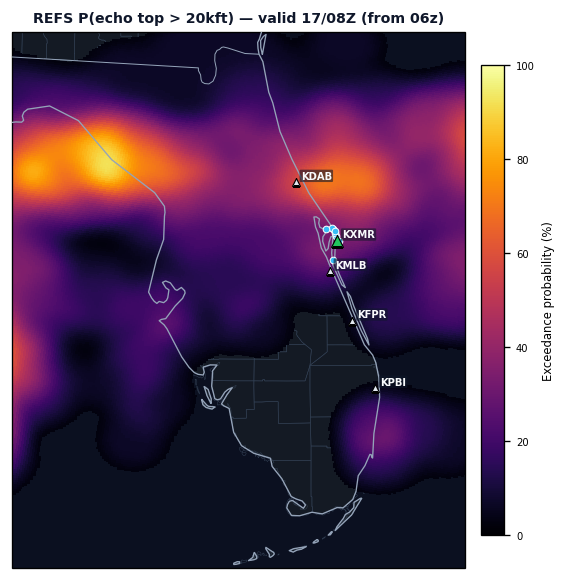 REFS P(echo top > 20kft) — valid 17/08Z (from 06z)
KDAB
KXMR
KMLB
KFPR
KPBI
100
80
60
40
20
0
Exceedance probability (%)